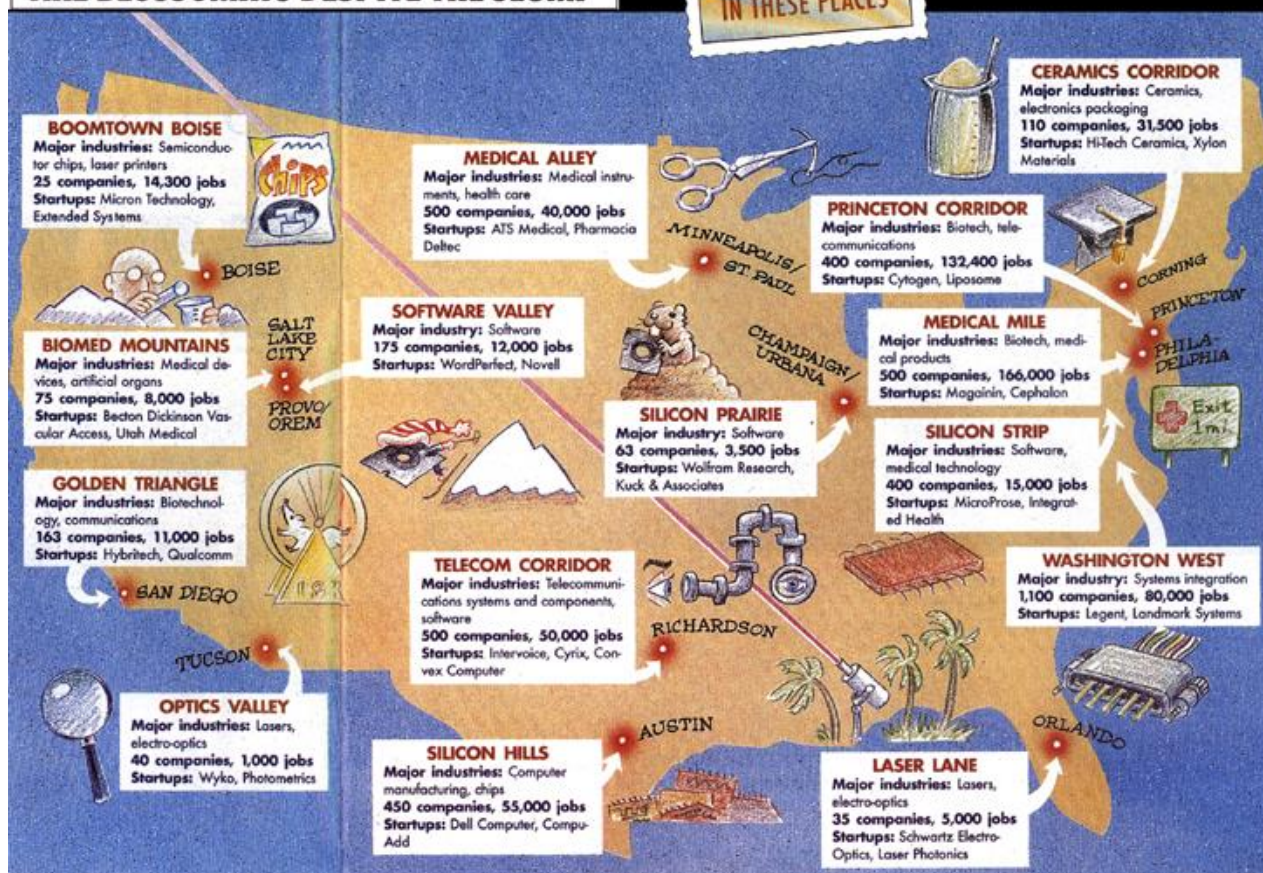 IN THESE PLACES
BOOMTOWN BOISE
Major industries: Semiconduc-
tor chips, laser printers
25 companies, 14,300 jobs
Startups: Micron Technology,
Extended Systems
CHiPS
BOISE
MEDICAL ALLEY
Major industries: Medical instru-
ments, health care
500 companies, 40,000 jobs
Startups: ATS Medical, Pharmacia
Deltec
MINNEAPOLIS/
ST PAUL
CERAMICS CORRIDOR
Major industries: Ceramics,
electronics packaging
110 companies, 31,500 jobs
Startups: Hi-Tech Ceramics, Xylon
Materials
CORNING
PRINCETON CORRIDOR
Major industries: Biotech, tele-
communications
400 companies, 132,400 jobs
Startups: Cytogen, Liposome
PRINCETON
BIOMED MOUNTAINS
Major industries: Medical de-
vices, artificial organs
75 companies, 8,000 jobs
Startups: Becton Dickinson Vas-
cular Access, Utah Medical
SALT
LAKE
CITY
PROVO/
OREM
SOFTWARE VALLEY
Major industry: Software
175 companies, 12,000 jobs
Startups: WordPerfect, Novell
CHAMPAIGN/
URBANA
MEDICAL MILE
Major industries: Biotech, medi-
cal products
500 companies, 166,000 jobs
Startups: Magainin, Cephalon
PHILA-
DELPHIA
Exit
1 mi.
SILICON PRAIRIE
Major industry: Software
63 companies, 3,500 jobs
Startups: Wolfram Research,
Kuck & Associates
SILICON STRIP
Major industries: Software,
medical technology
400 companies, 15,000 jobs
Startups: MicroProse, Integrat-
ed Health
GOLDEN TRIANGLE
Major industries: Biotechnol-
ogy, communications
163 companies, 11,000 jobs
Startups: Hybritech, Qualcomm
SAN DIEGO
TELECOM CORRIDOR
Major industries: Telecommuni-
cations systems and components,
software
500 companies, 50,000 jobs
Startups: Intervoice, Cyrix, Con-
vex Computer
RICHARDSON
WASHINGTON WEST
Major industry: Systems integration
1,100 companies, 80,000 jobs
Startups: Legent, Landmark Systems
TUCSON
OPTICS VALLEY
Major industries: Lasers,
electro-optics
40 companies, 1,000 jobs
Startups: Wyko, Photometrics
SILICON HILLS
Major industries: Computer
manufacturing, chips
450 companies, 55,000 jobs
Startups: Dell Computer, Compu-
Add
AUSTIN
LASER LANE
Major industries: Lasers,
electro-optics
35 companies, 5,000 jobs
Startups: Schwartz Electro-
Optics, Laser Photonics
ORLANDO